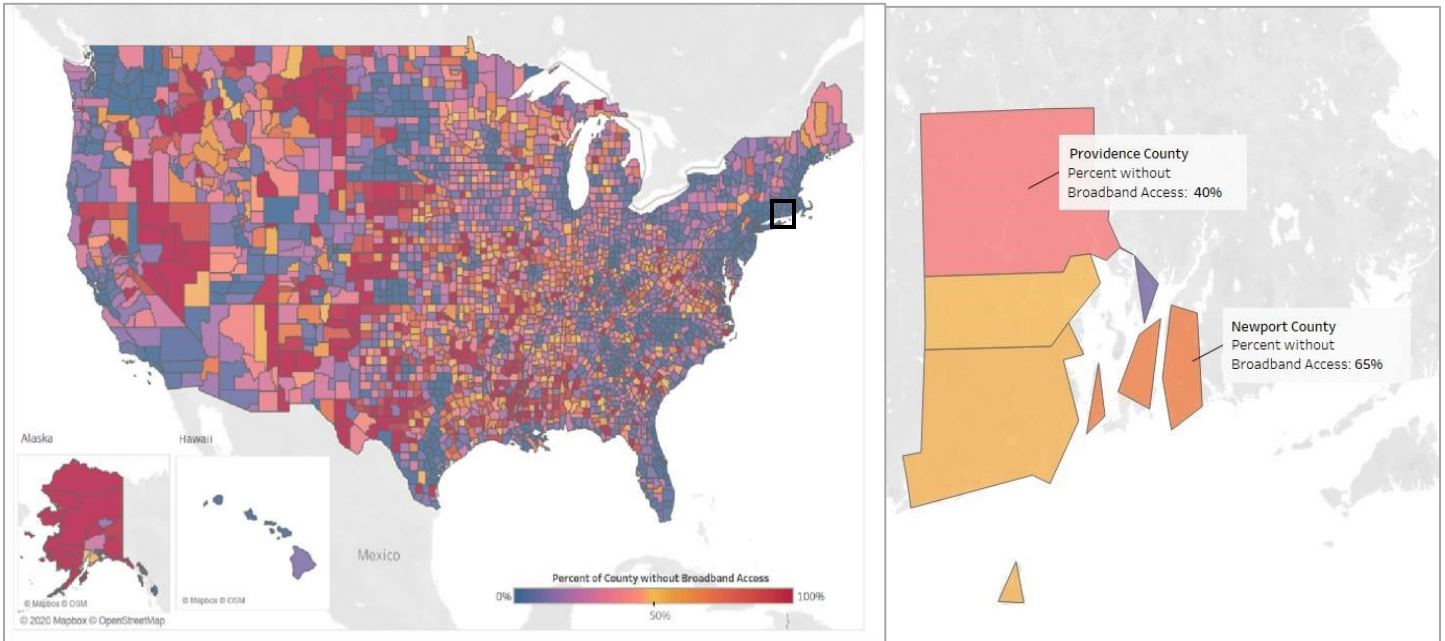 Alaska
Hawaii
© Mapbox © OSM
© Mapbox © OSM
© 2020 Mapbox © OpenStreetMap
Mexico
Percent of County without Broadband Access
0%
100%
50%
Providence County
Percent without
Broadband Access: 40%
Newport County
Percent without
Broadband Access: 65%